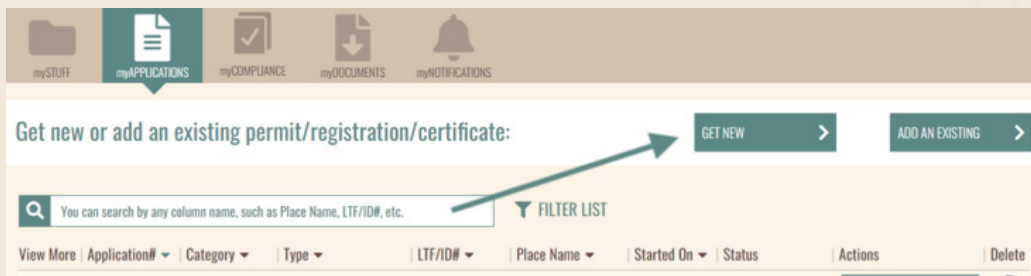 mySTUFF myAPPLICATIONS myCOMPLIANCE myDOCUMENTS myNOTIFICATIONS
Get new or add an existing permit/registration/certificate: GET NEW ADD AN EXISTING
You can search by any column name, such as Place Name, LTF/ID#, etc. FILTER LIST
View More | Application# | Category | Type | LTF/ID# | Place Name | Started On | Status | Actions | Delete